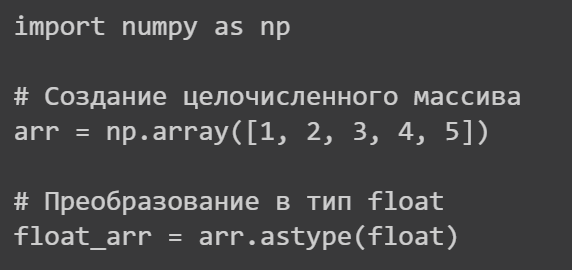 import numpy as np
# Создание целочисленного массива
arr = np.array([1, 2, 3, 4, 5])
# Преобразование в тип float
float_arr = arr.astype(float)